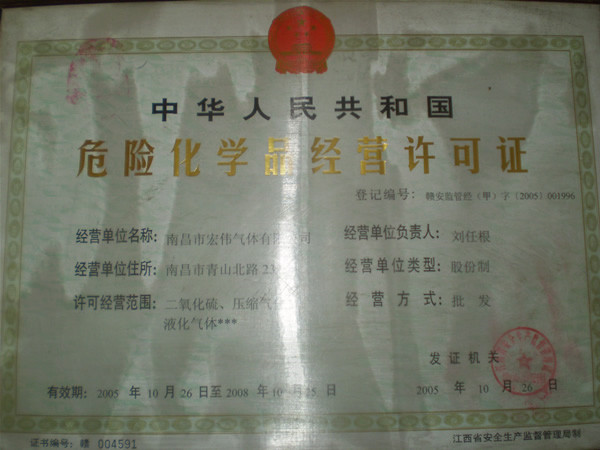 中华人民共和国
危险化学品经营许可证
登记编号：赣安监管经（甲）字〔2005〕001996
经营单位名称：南昌市宏伟气体有限公司
经营单位负责人：刘任根
经营单位住所：南昌市青山北路23
经营单位类型：股份制
许可经营范围：二氧化硫、压缩气
液化气体***
经营方式：批发
发证机关
有效期：2005 年 10 月 26 日至 2008 年 10 月 25 日
2005 年 10 月 26 日
证书编号：赣 004591
江西省安全生产监督管理局制